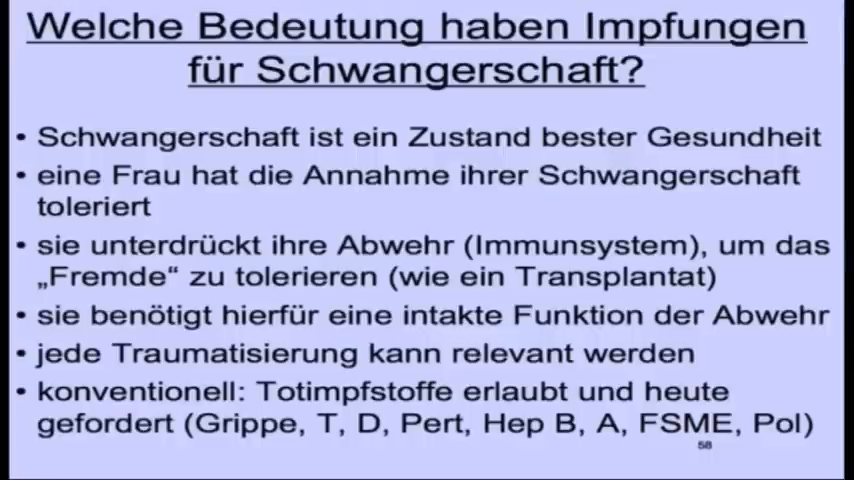 Welche Bedeutung haben Impfungen
für Schwangerschaft?
• Schwangerschaft ist ein Zustand bester Gesundheit
• eine Frau hat die Annahme ihrer Schwangerschaft
toleriert
• sie unterdrückt ihre Abwehr (Immunsystem), um das
„Fremde“ zu tolerieren (wie ein Transplantat)
• sie benötigt hierfür eine intakte Funktion der Abwehr
• jede Traumatisierung kann relevant werden
• konventionell: Totimpfstoffe erlaubt und heute
gefordert (Grippe, T, D, Pert, Hep B, A, FSME, Pol)
58